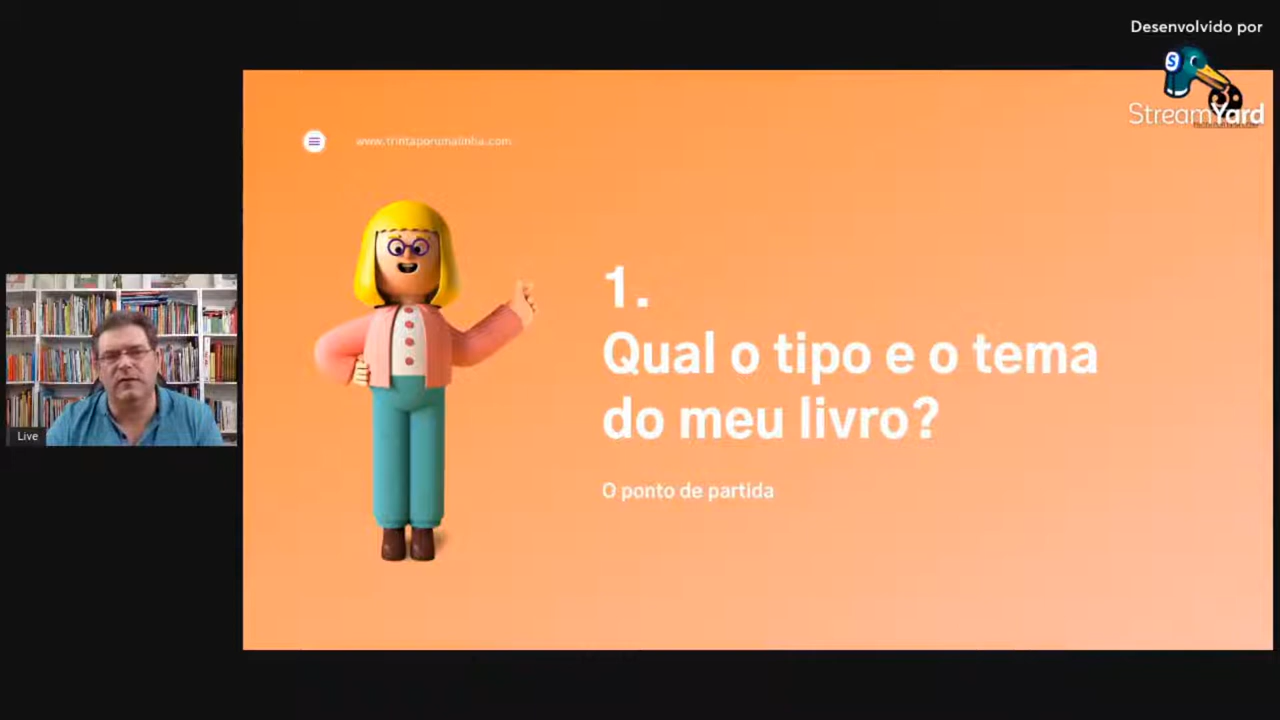 Desenvolvido por
StreamYard
www.trintaporumalinha.com
1.
Qual o tipo e o tema
do meu livro?
O ponto de partida
Live